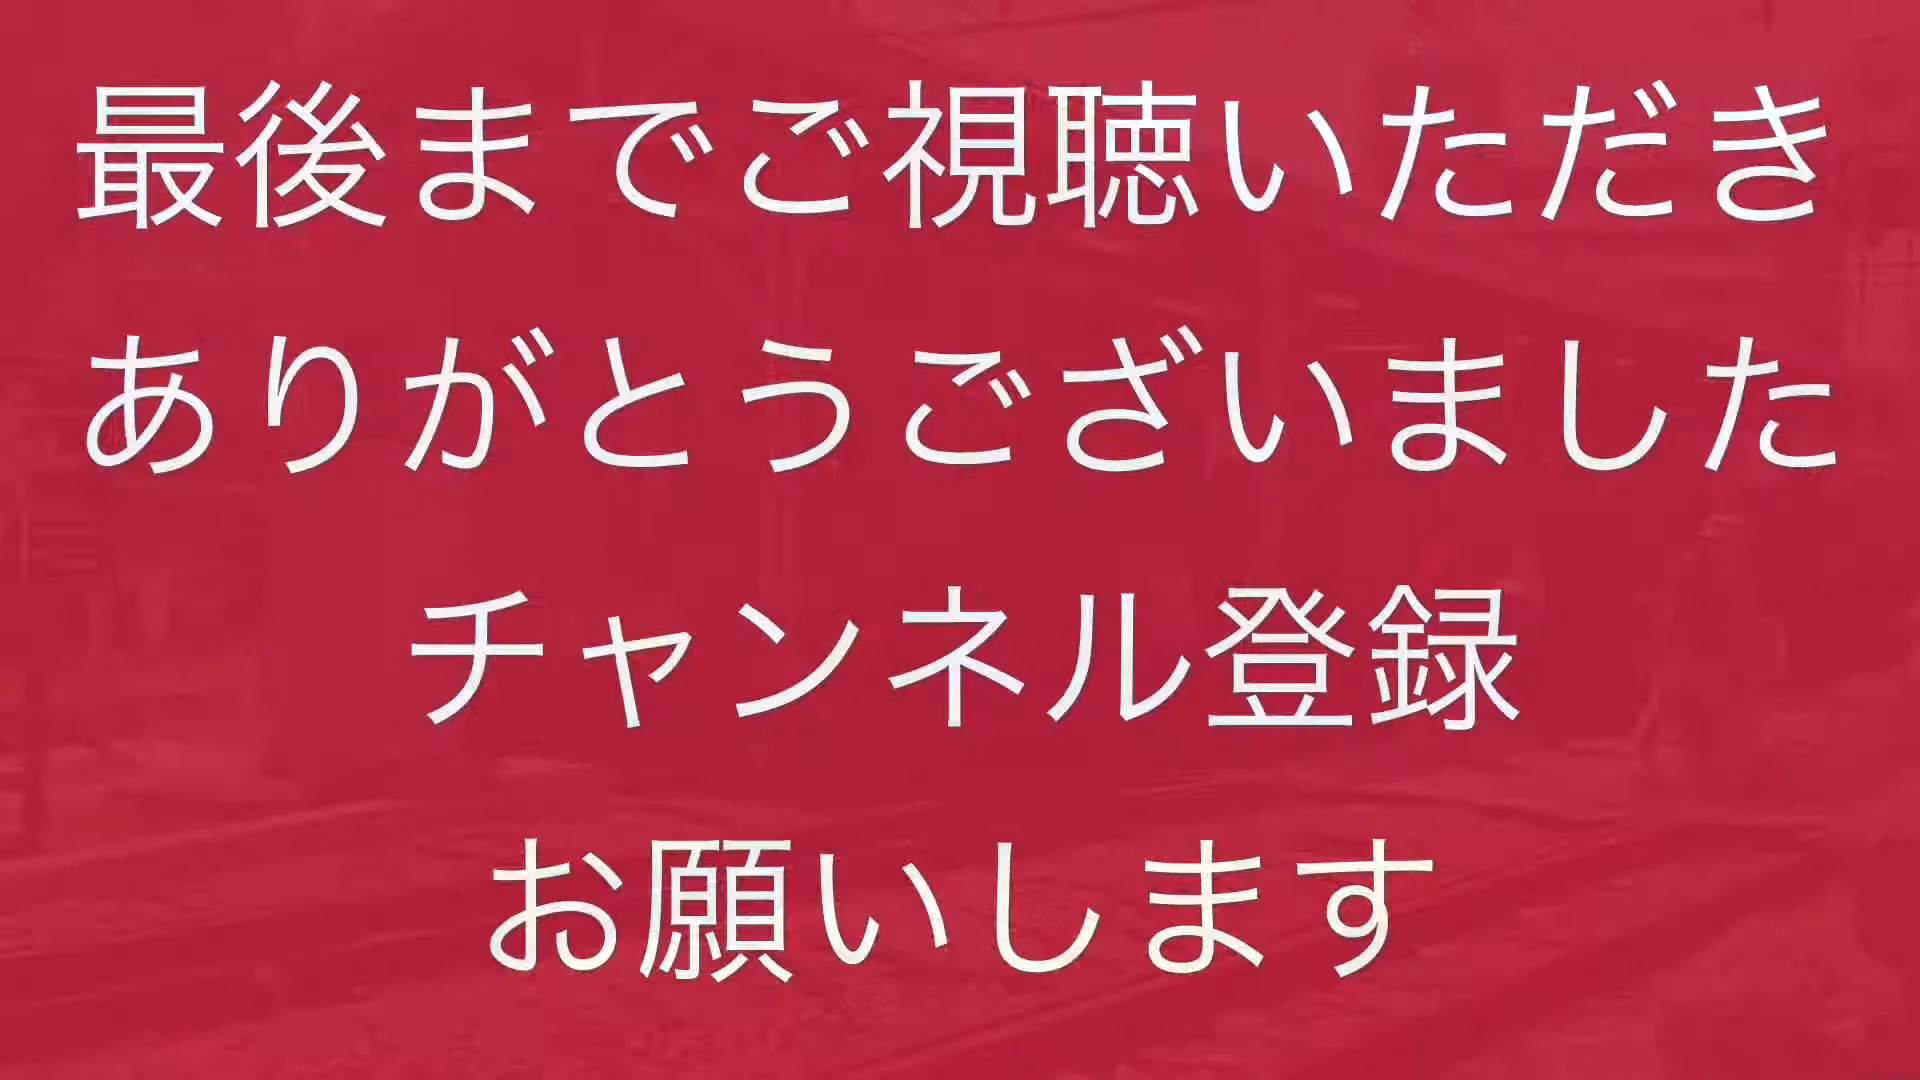 最後までご視聴いただき
ありがとうございました
チャンネル登録
お願いします